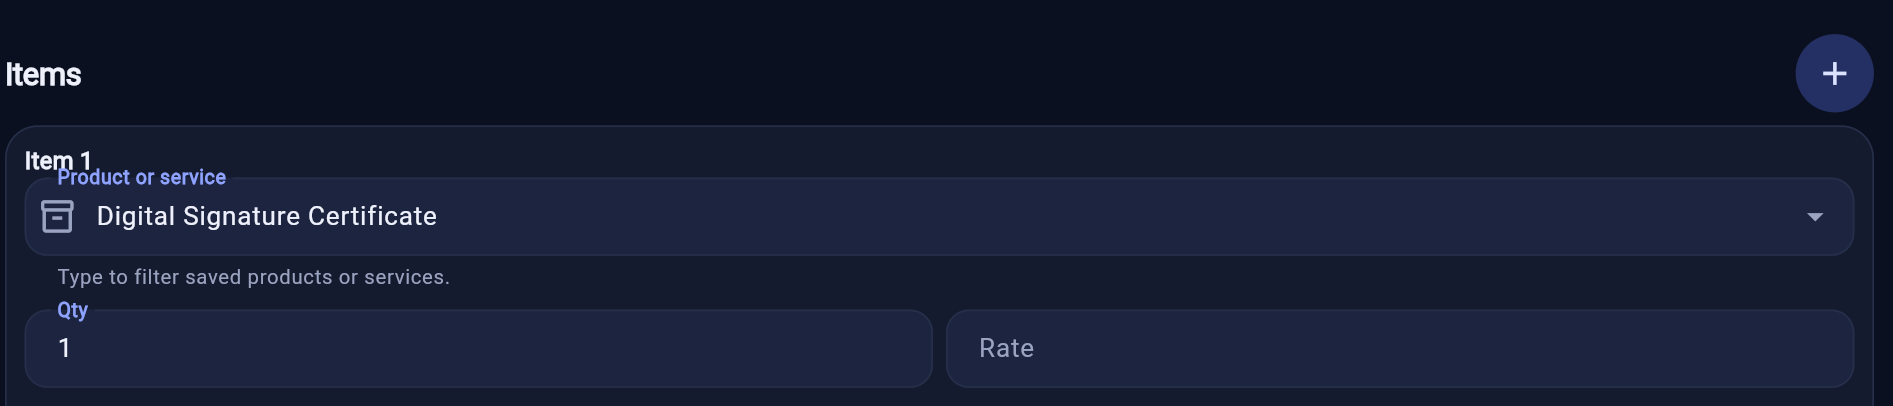 Items
Item 1
Product or service
Digital Signature Certificate
Type to filter saved products or services.
Qty
1
Rate